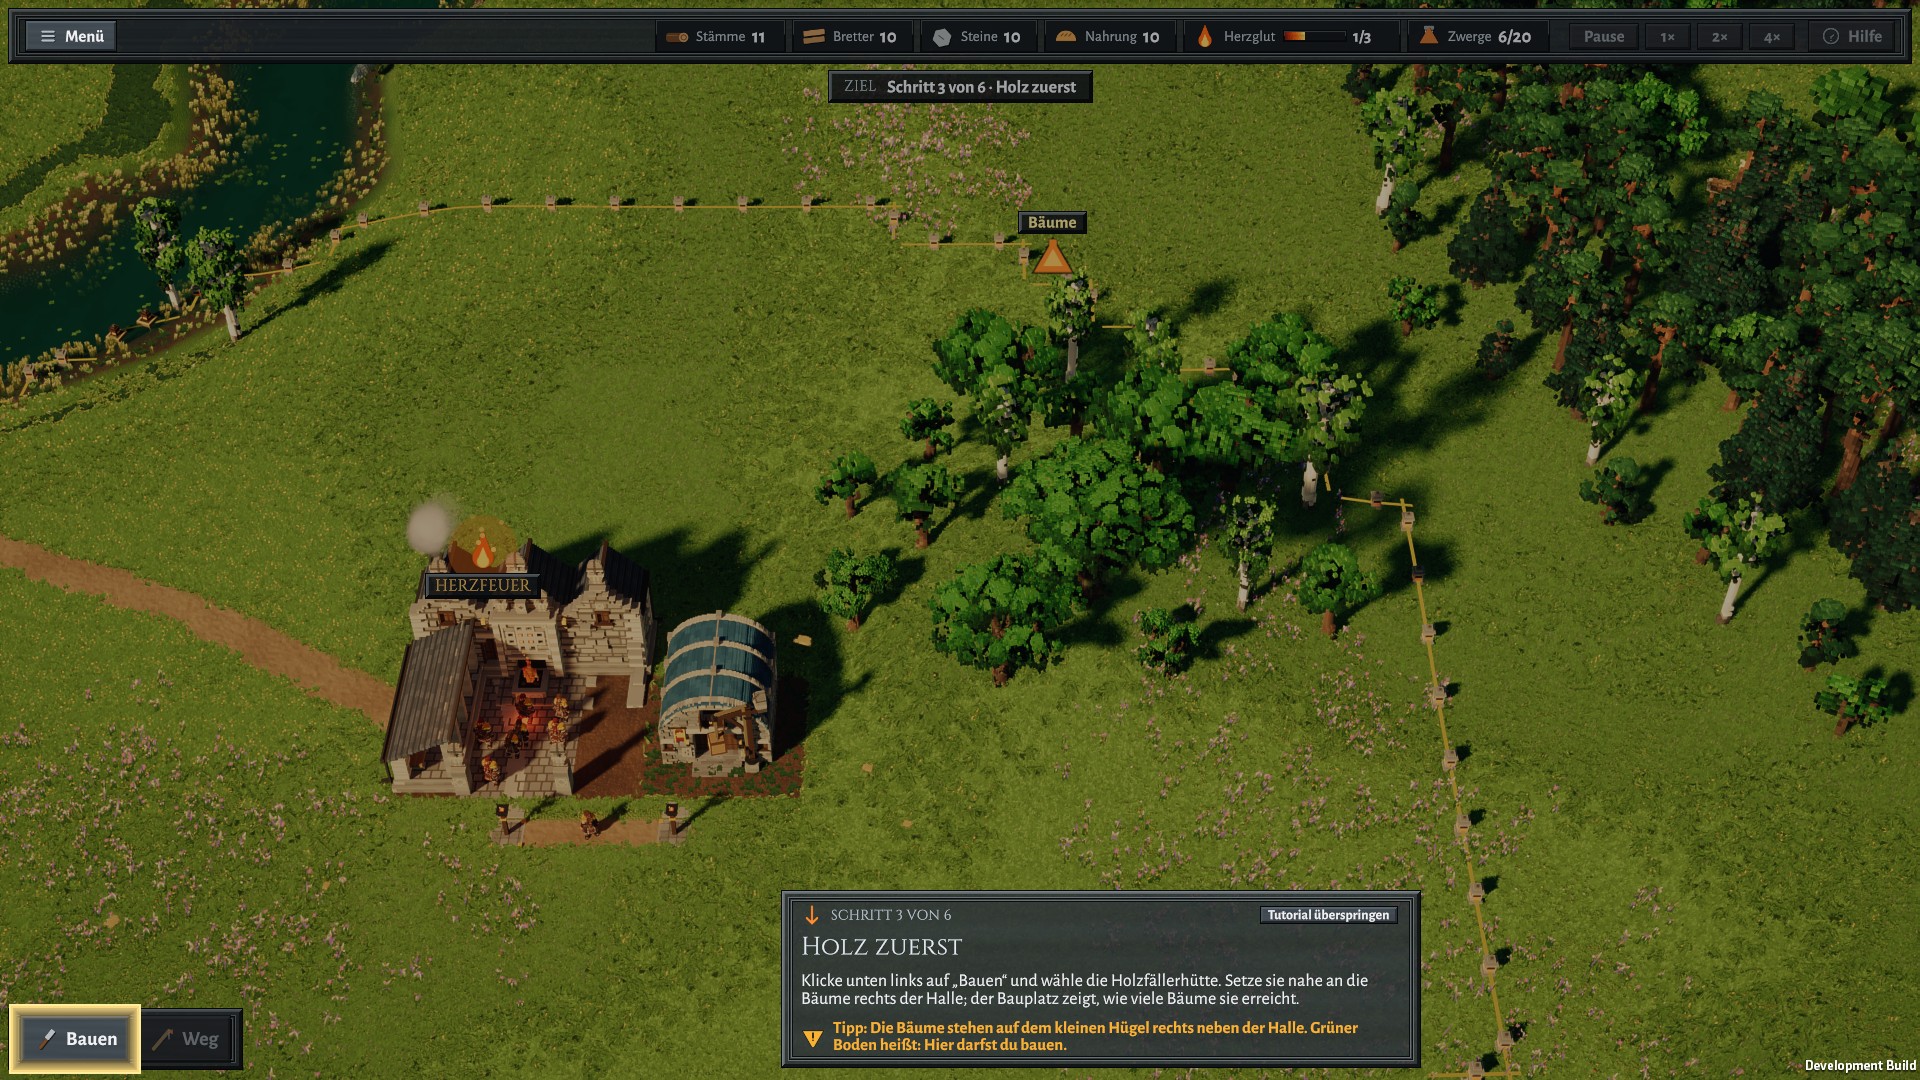 Menü
Stämme 11
Bretter 10
Steine 10
Nahrung 10
Herzglut 1/3
Zwerge 6/20
Pause
1×
2×
4×
Hilfe
ZIEL Schritt 3 von 6 · Holz zuerst
Bäume
HERZFEUER
SCHRITT 3 VON 6
Tutorial überspringen
HOLZ ZUERST
Klicke unten links auf „Bauen“ und wähle die Holzfällerhütte. Setze sie nahe an die
Bäume rechts der Halle; der Bauplatz zeigt, wie viele Bäume sie erreicht.
Tipp: Die Bäume stehen auf dem kleinen Hügel rechts neben der Halle. Grüner
Boden heißt: Hier darfst du bauen.
Bauen
Weg
Development Build